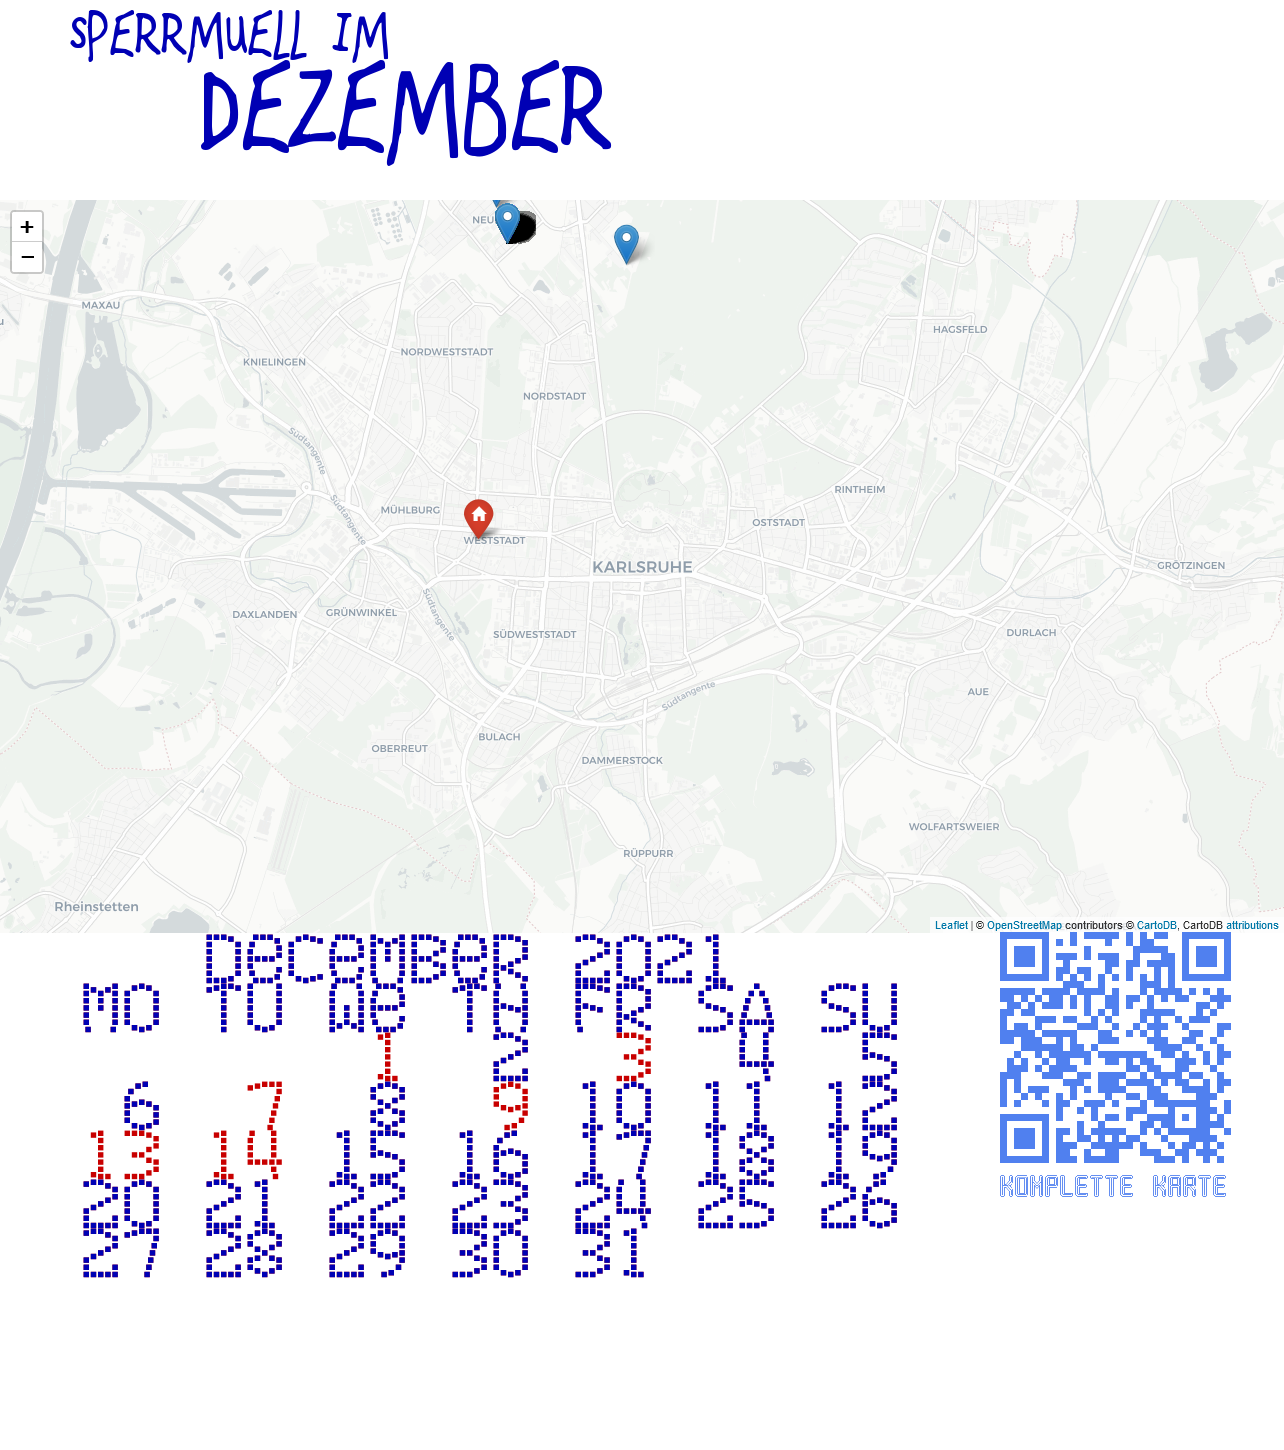 SPERRMUELL IM
DEZEMBER
+
−
NEU
MAXAU
HAGSFELD
NORDWESTSTADT
KNIELINGEN
NORDSTADT
Südtangente
RINTHEIM
Südtangente
MÜHLBURG
OSTSTADT
WESTSTADT
KARLSRUHE
GRÖTZINGEN
DAXLANDEN
GRÜNWINKEL
Südtangente
SÜDWESTSTADT
DURLACH
Südtangente
AUE
BULACH
OBERREUT
DAMMERSTOCK
WOLFARTSWEIER
RÜPPURR
Rheinstetten
Leaflet | © OpenStreetMap contributors © CartoDB, CartoDB attributions
December 2021
Mo Tu We Th Fr Sa Su
1 2 3 4 5
6 7 8 9 10 11 12
13 14 15 16 17 18 19
20 21 22 23 24 25 26
27 28 29 30 31
KOMPLETTE KARTE